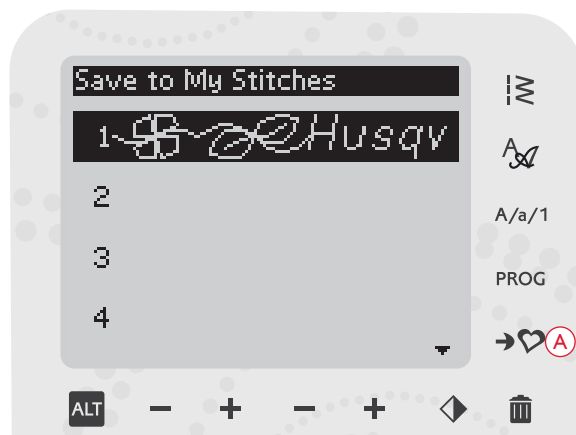 Save to My Stitches
1 Husqv
2
3
4
A
A/a/1
PROG
A
ALT